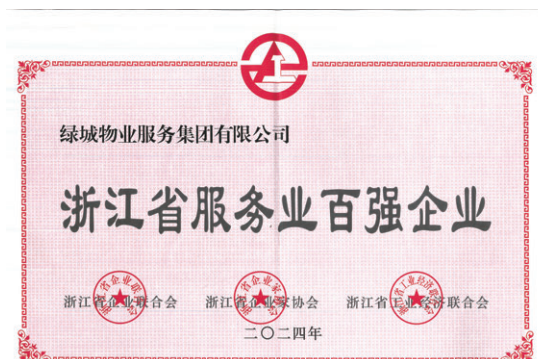 绿城物业服务集团有限公司
浙江省服务业百强企业
浙江省企业联合会 浙江省企业家协会 浙江省工业经济联合会
二〇二四年